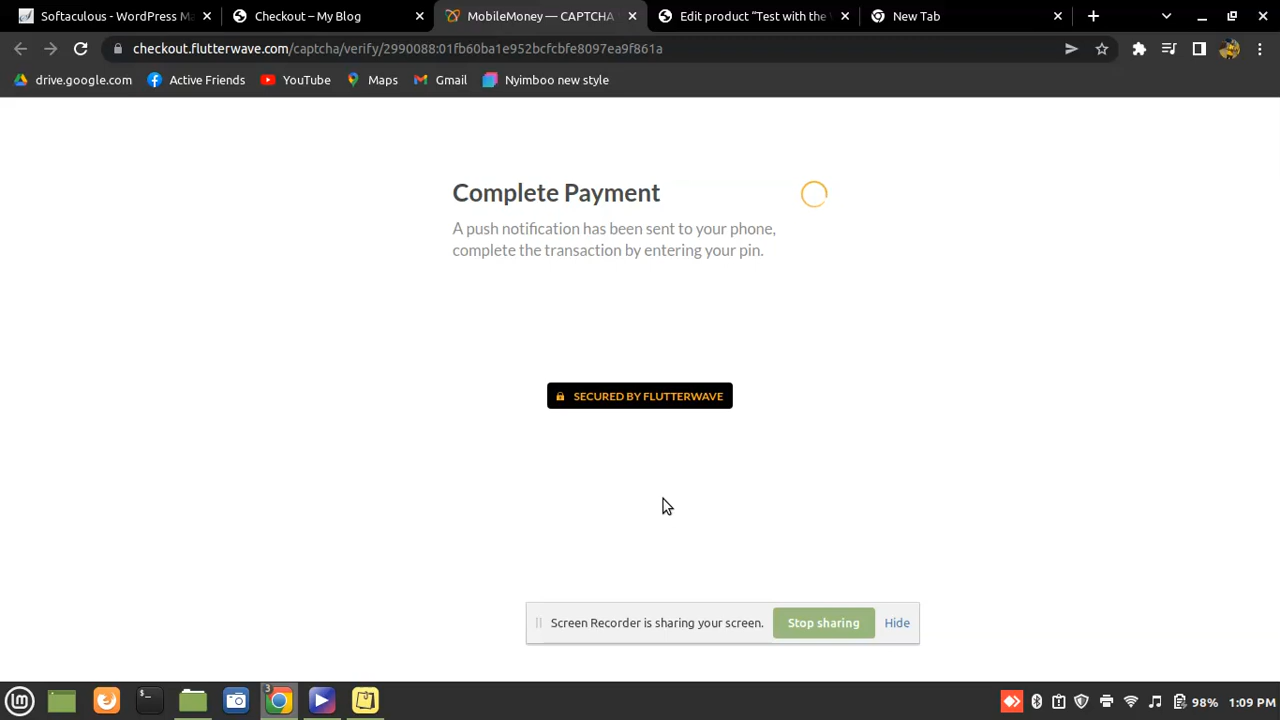 Softaculous - WordPress Ma
Checkout – My Blog
MobileMoney — CAPTCHA
Edit product “Test with the
New Tab
checkout.flutterwave.com/captcha/verify/2990088:01fb60ba1e952bcfcbfe8097ea9f861a
drive.google.com
Active Friends
YouTube
Maps
Gmail
Nyimboo new style
Complete Payment
A push notification has been sent to your phone,
complete the transaction by entering your pin.
SECURED BY FLUTTERWAVE
Screen Recorder is sharing your screen.
Stop sharing
Hide
3
98%
1:09 PM